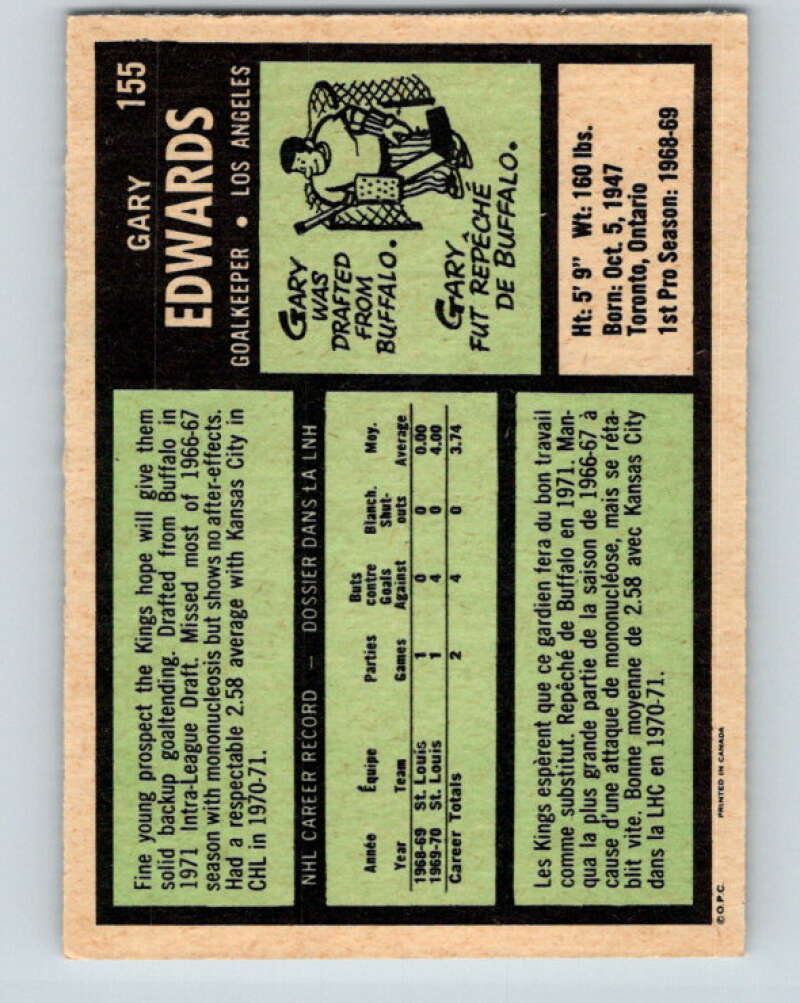 155
GARY
EDWARDS
GOALKEEPER • LOS ANGELES
GARY
WAS
DRAFTED
FROM
BUFFALO.
GARY
FUT REPÊCHÉ
DE BUFFALO.
Ht: 5' 9" Wt: 160 lbs.
Born: Oct. 5, 1947
Toronto, Ontario
1st Pro Season: 1968-69
Fine young prospect the Kings hope will give them
solid backup goaltending. Drafted from Buffalo in
1971 Intra-League Draft. Missed most of 1966-67
season with mononucleosis but shows no after-effects.
Had a respectable 2.58 average with Kansas City in
CHL in 1970-71.
NHL CAREER RECORD — DOSSIER DANS LA LNH
Année Équipe Parties Buts contre Blanch. Moy.
Year Team Games Goals Against Shut-outs Average
1968-69 St. Louis 1 0 0 0.00
1969-70 St. Louis 1 4 0 4.00
Career Totals 2 4 0 3.74
Les Kings espèrent que ce gardien fera du bon travail
comme substitut. Repêché de Buffalo en 1971. Man-
qua la plus grande partie de la saison de 1966-67 à
cause d'une attaque de mononucléose, mais se réta-
blit vite. Bonne moyenne de 2.58 avec Kansas City
dans la LHC en 1970-71.
© O.P.C. PRINTED IN CANADA